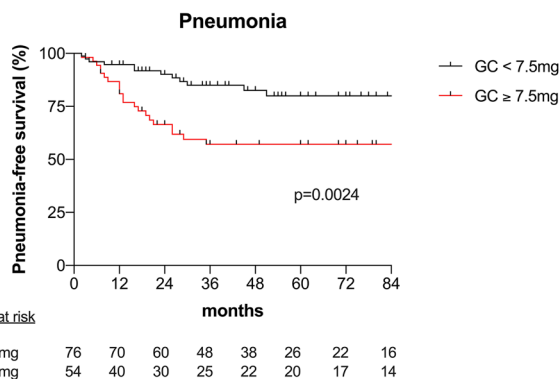 Pneumonia
Pneumonia-free survival (%)
100
75
50
25
0
GC < 7.5mg
GC ≥ 7.5mg
p=0.0024
0 12 24 36 48 60 72 84
months
at risk
mg 76 70 60 48 38 26 22 16
mg 54 40 30 25 22 20 17 14